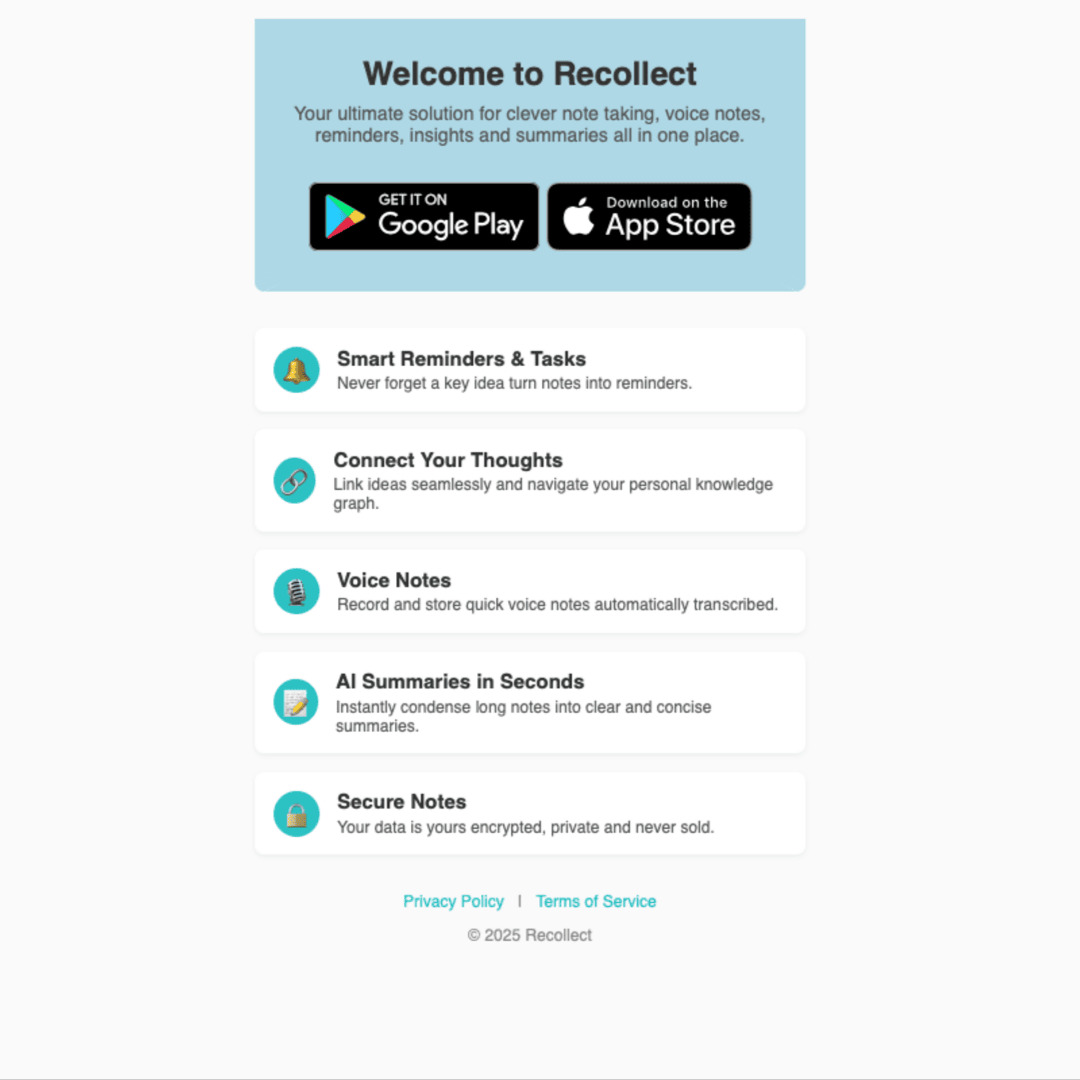 Welcome to Recollect
Your ultimate solution for clever note taking, voice notes,
reminders, insights and summaries all in one place.
GET IT ON
Google Play
Download on the
App Store
Smart Reminders & Tasks
Never forget a key idea turn notes into reminders.
Connect Your Thoughts
Link ideas seamlessly and navigate your personal knowledge
graph.
Voice Notes
Record and store quick voice notes automatically transcribed.
AI Summaries in Seconds
Instantly condense long notes into clear and concise
summaries.
Secure Notes
Your data is yours encrypted, private and never sold.
Privacy Policy | Terms of Service
© 2025 Recollect